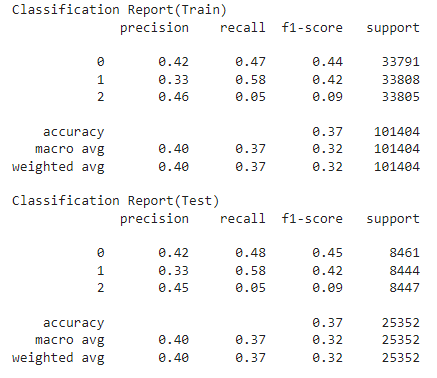 Classification Report(Train)
precision recall f1-score support
0 0.42 0.47 0.44 33791
1 0.33 0.58 0.42 33808
2 0.46 0.05 0.09 33805
accuracy 0.37 101404
macro avg 0.40 0.37 0.32 101404
weighted avg 0.40 0.37 0.32 101404
Classification Report(Test)
precision recall f1-score support
0 0.42 0.48 0.45 8461
1 0.33 0.58 0.42 8444
2 0.45 0.05 0.09 8447
accuracy 0.37 25352
macro avg 0.40 0.37 0.32 25352
weighted avg 0.40 0.37 0.32 25352